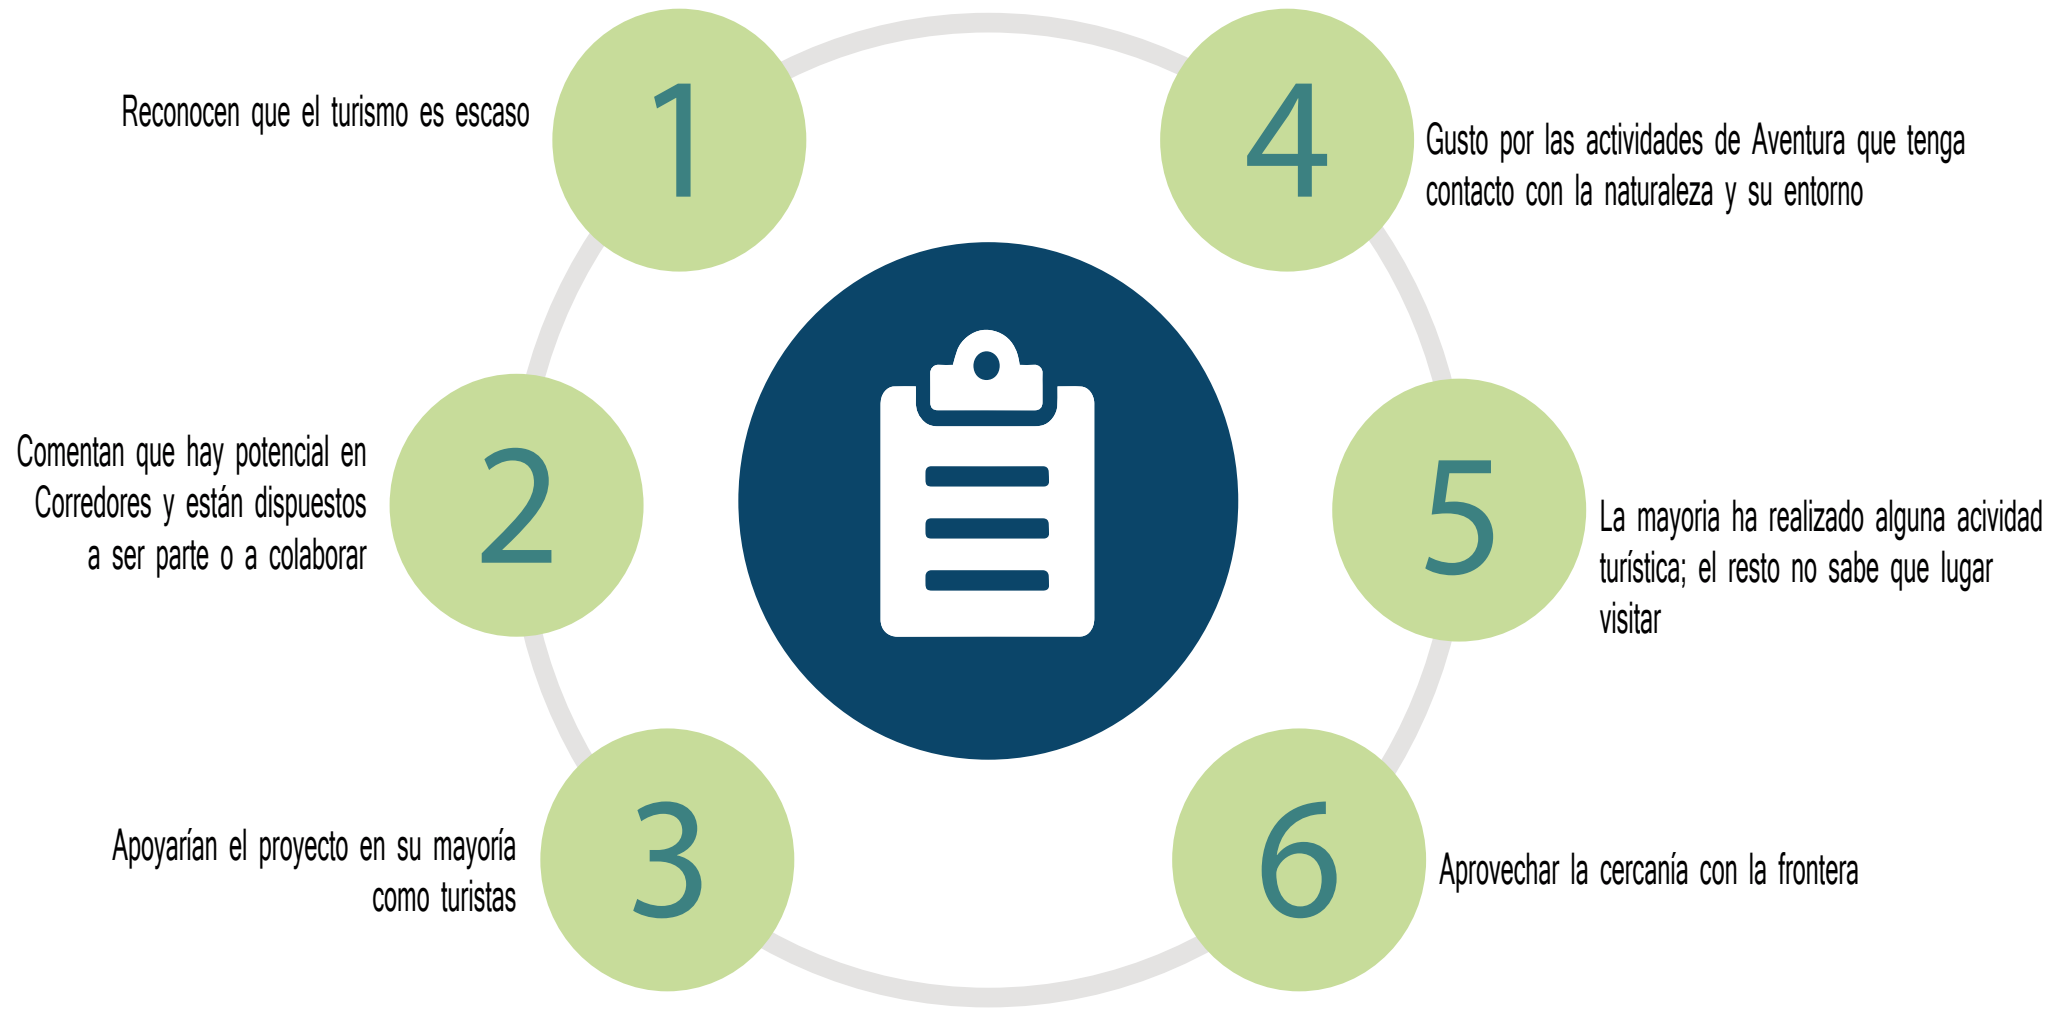 1
Reconocen que el turismo es escaso
2
Comentan que hay potencial en
Corredores y están dispuestos
a ser parte o a colaborar
3
Apoyarían el proyecto en su mayoría
como turistas
4
Gusto por las actividades de Aventura que tenga
contacto con la naturaleza y su entorno
5
La mayoria ha realizado alguna acividad
turística; el resto no sabe que lugar
visitar
6
Aprovechar la cercanía con la frontera